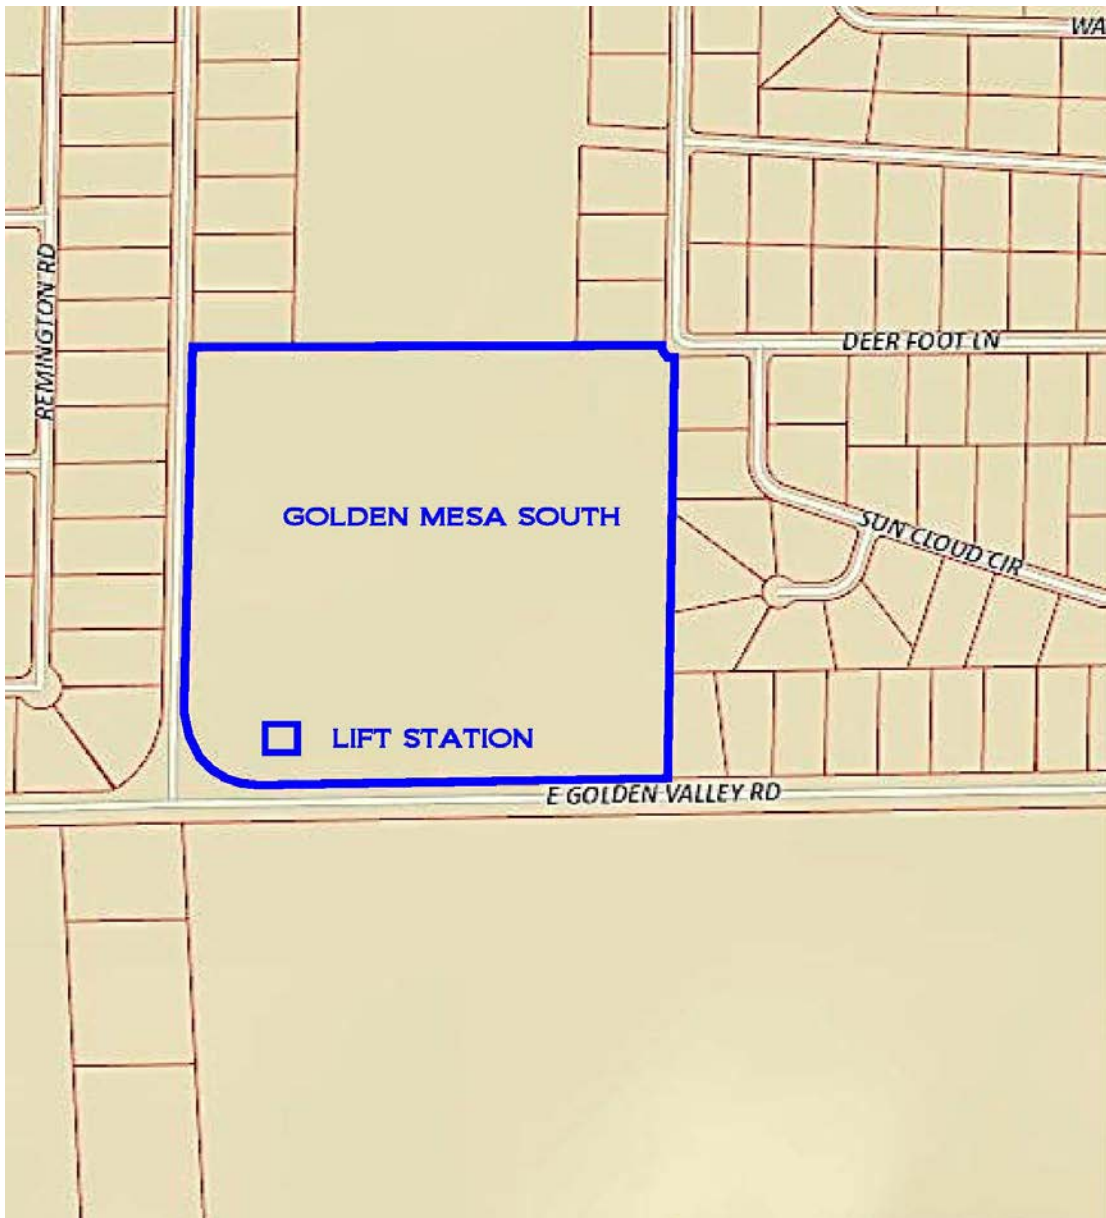 WA
REMINGTON RD
DEER FOOT LN
GOLDEN MESA SOUTH
SUN CLOUD CIR
LIFT STATION
E GOLDEN VALLEY RD